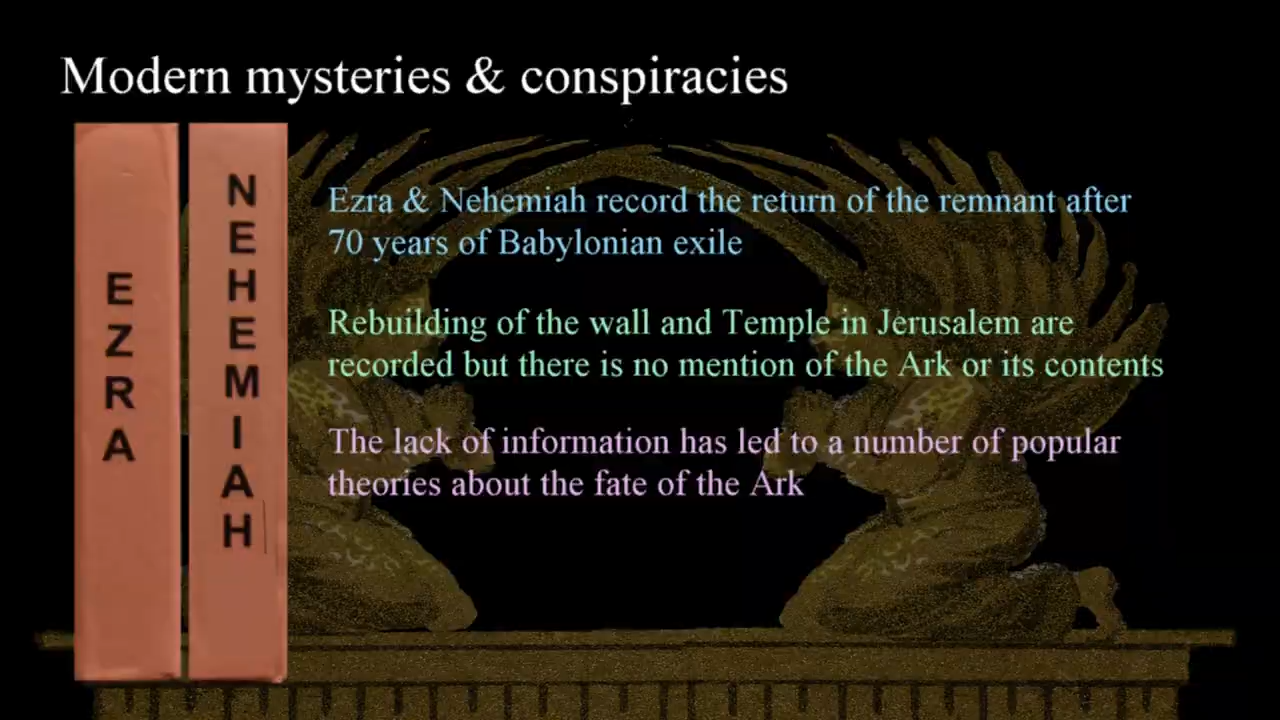 Modern mysteries & conspiracies
EZRA
NEHEMIAH
Ezra & Nehemiah record the return of the remnant after
70 years of Babylonian exile
Rebuilding of the wall and Temple in Jerusalem are
recorded but there is no mention of the Ark or its contents
The lack of information has led to a number of popular
theories about the fate of the Ark